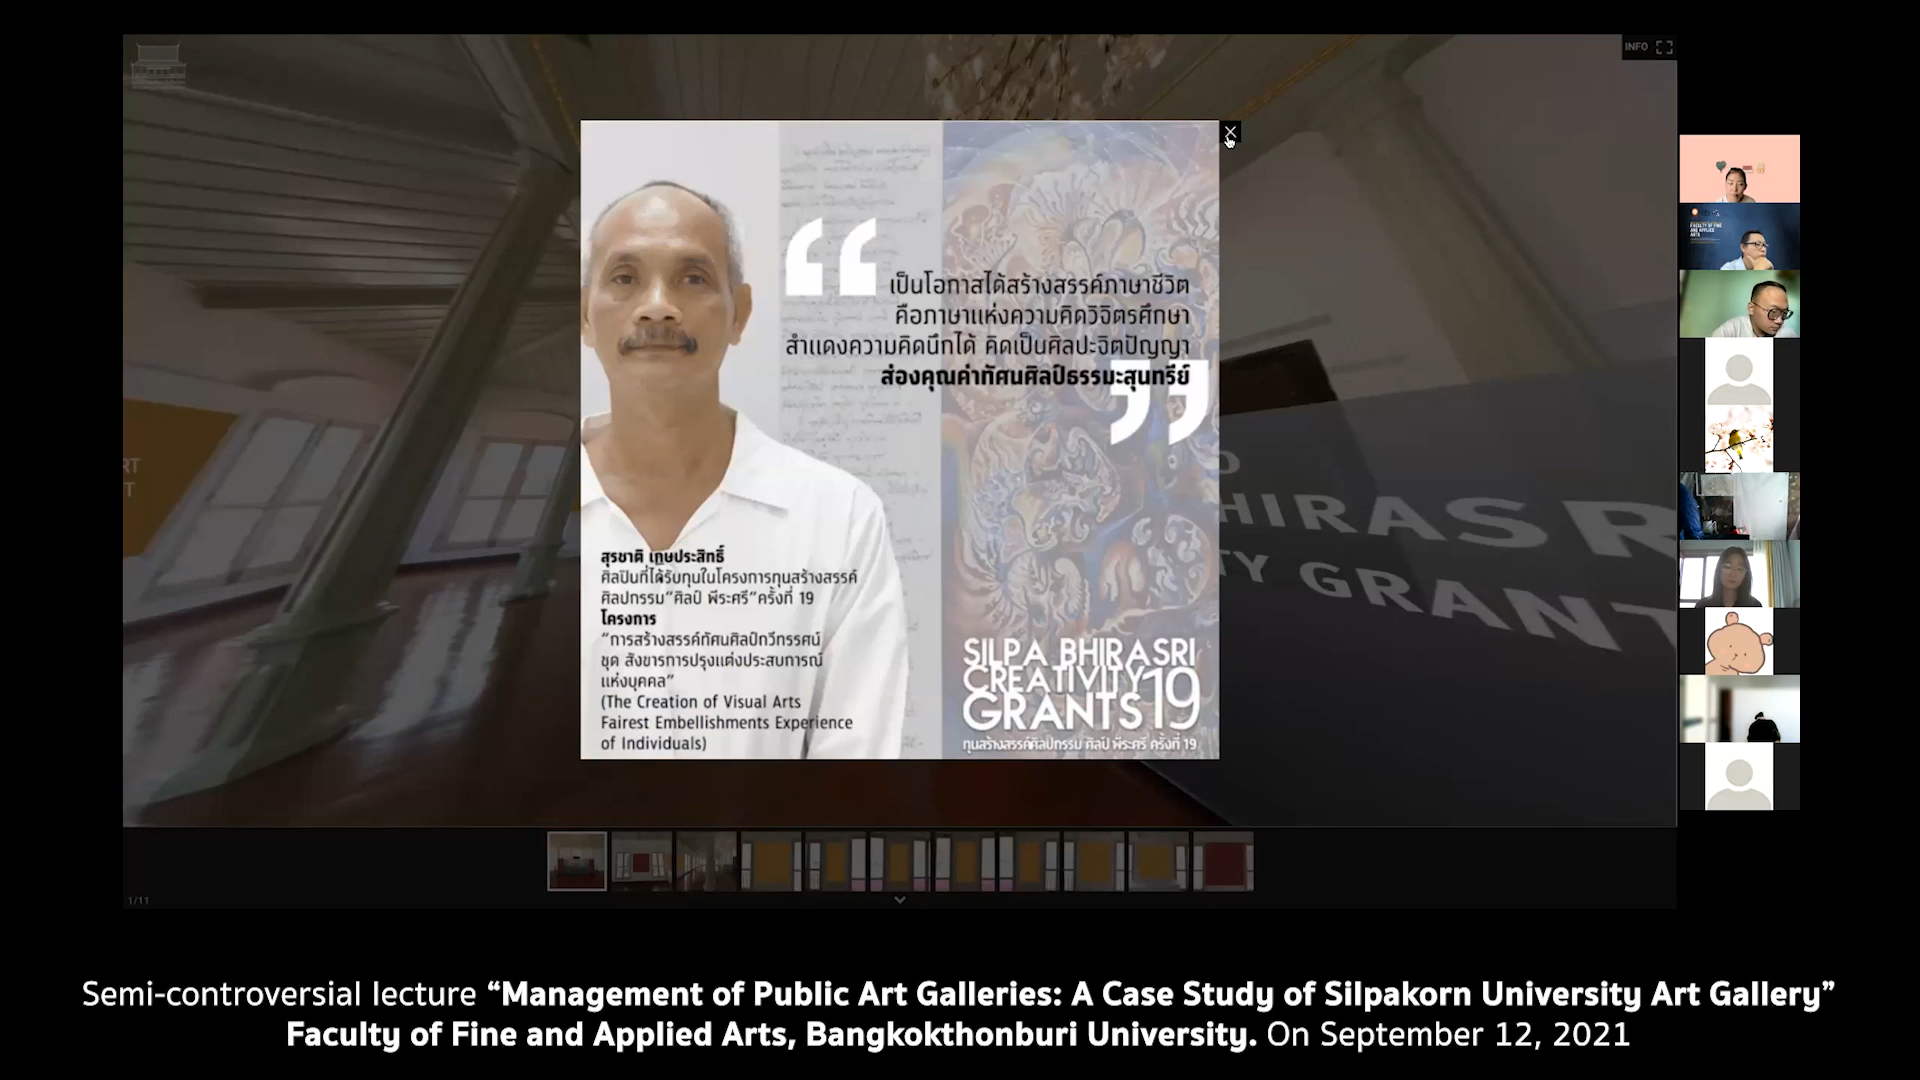 INFO
เป็นโอกาสได้สร้างสรรค์ภาษาชีวิต
คือภาษาแห่งความคิดวิจิตรศึกษา
สำแดงความคิดนึกได้ คิดเป็นศิลปะจิตปัญญา
ส่องคุณค่าทัศนศิลป์ธรรมะสุนทรีย์
สุรชาติ เกษประสิทธิ์
ศิลปินที่ได้รับทุนในโครงการทุนสร้างสรรค์
ศิลปกรรม“ศิลป์ พีระศรี”ครั้งที่ 19
โครงการ
“การสร้างสรรค์ทัศนศิลป์กวีทรรศน์
ชุด สังขารการปรุงแต่งประสบการณ์
แห่งบุคคล”
(The Creation of Visual Arts
Fairest Embellishments Experience
of Individuals)
SILPA BHIRASRI
CREATIVITY
GRANTS 19
ทุนสร้างสรรค์ศิลปกรรม ศิลป์ พีระศรี ครั้งที่ 19
HIRASR
TY GRANT
RT
T
FACULTY OF FINE
AND APPLIED
ARTS
1/11
Semi-controversial lecture “Management of Public Art Galleries: A Case Study of Silpakorn University Art Gallery”
Faculty of Fine and Applied Arts, Bangkokthonburi University. On September 12, 2021